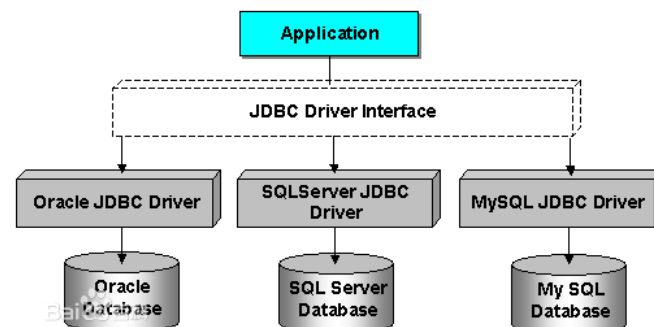 Application
JDBC Driver Interface
Oracle JDBC Driver
SQLServer JDBC
Driver
MySQL JDBC Driver
Oracle
Database
SQL Server
Database
My SQL
Database